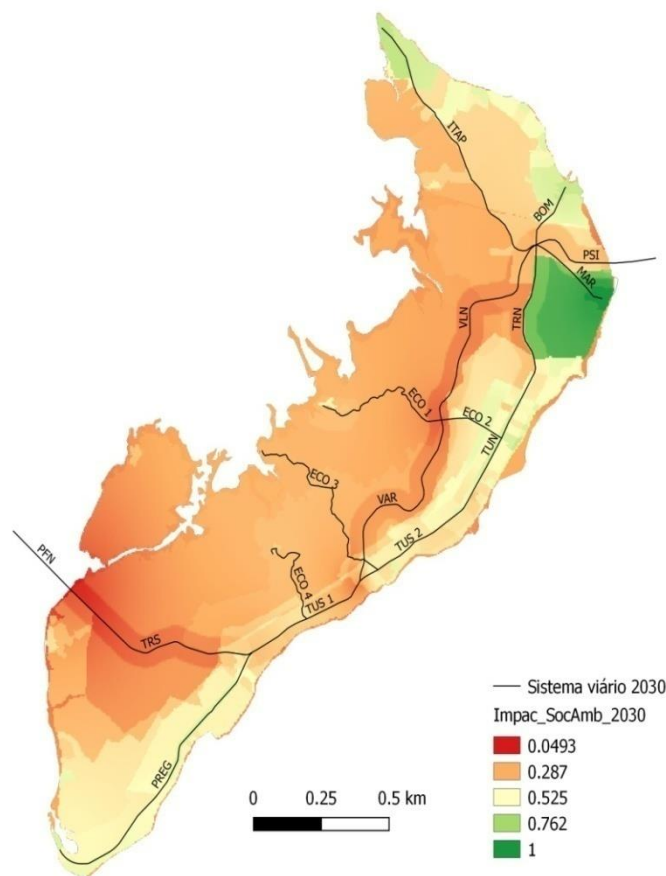 ITAP
BOM
PSI
MAR
VLN
TRN
ECO 1
ECO 2
TUN
ECO 3
VAR
TUS 2
PFN
ECO 4
TUS 1
TRS
PREG
Sistema viário 2030
Impac_SocAmb_2030
0.0493
0.287
0.525
0.762
1
0 0.25 0.5 km